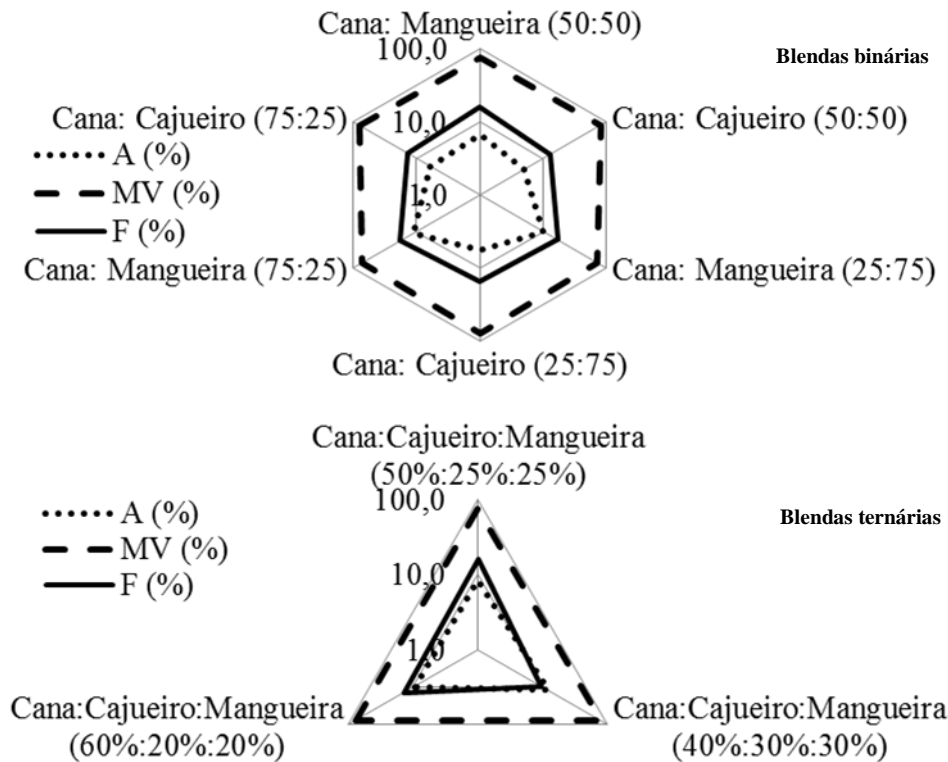 Cana: Mangueira (50:50)
100,0
Blendas binárias
Cana: Cajueiro (75:25)
10,0
Cana: Cajueiro (50:50)
A (%)
MV (%)
1,0
F (%)
Cana: Mangueira (75:25)
Cana: Mangueira (25:75)
Cana: Cajueiro (25:75)
Cana:Cajueiro:Mangueira
(50%:25%:25%)
100,0
A (%)
Blendas ternárias
MV (%)
10,0
F (%)
1,0
Cana:Cajueiro:Mangueira
(60%:20%:20%)
Cana:Cajueiro:Mangueira
(40%:30%:30%)